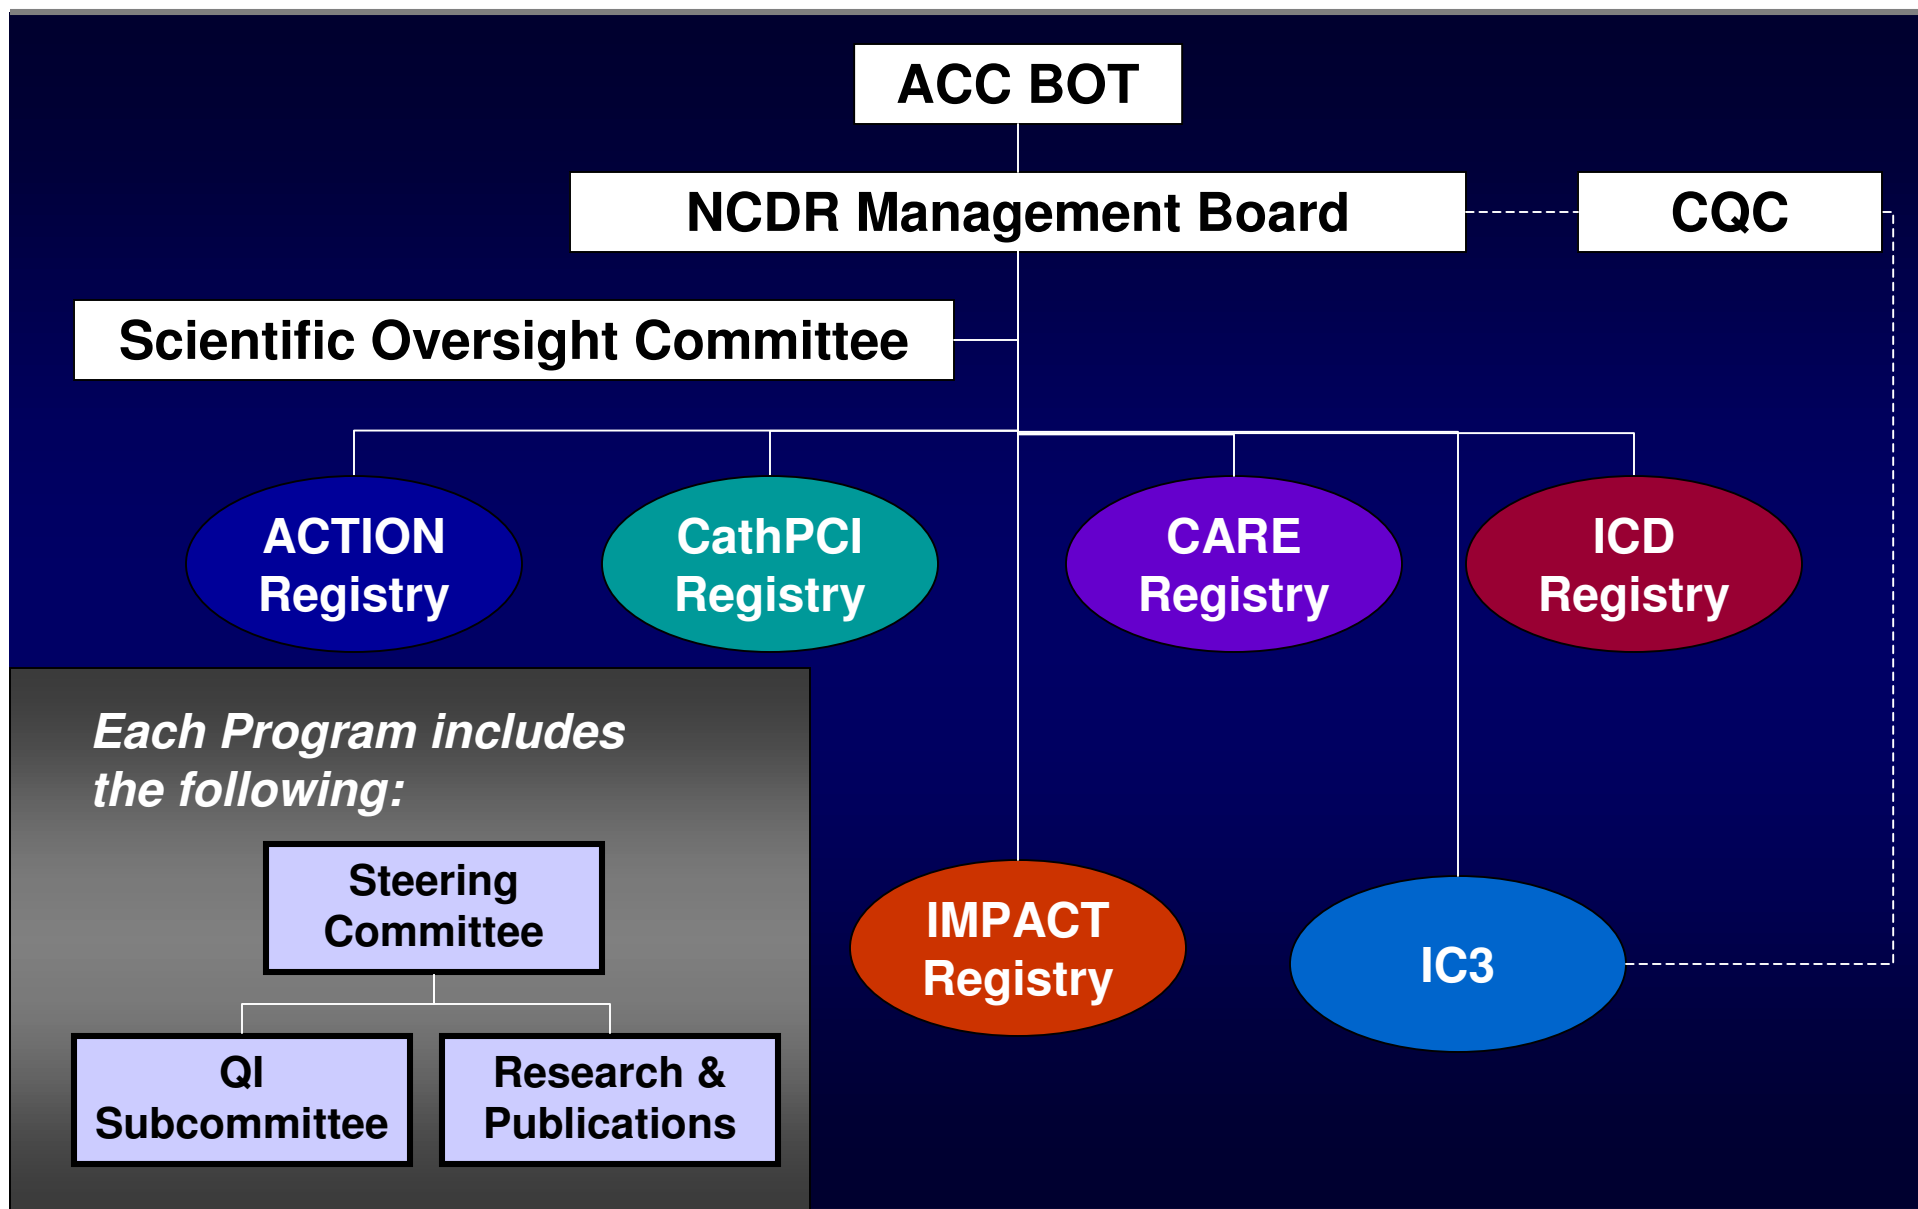 ACC BOT
NCDR Management Board
CQC
Scientific Oversight Committee
ACTION
Registry
CathPCI
Registry
CARE
Registry
ICD
Registry
Each Program includes
the following:
Steering
Committee
QI
Subcommittee
Research &
Publications
IMPACT
Registry
IC3